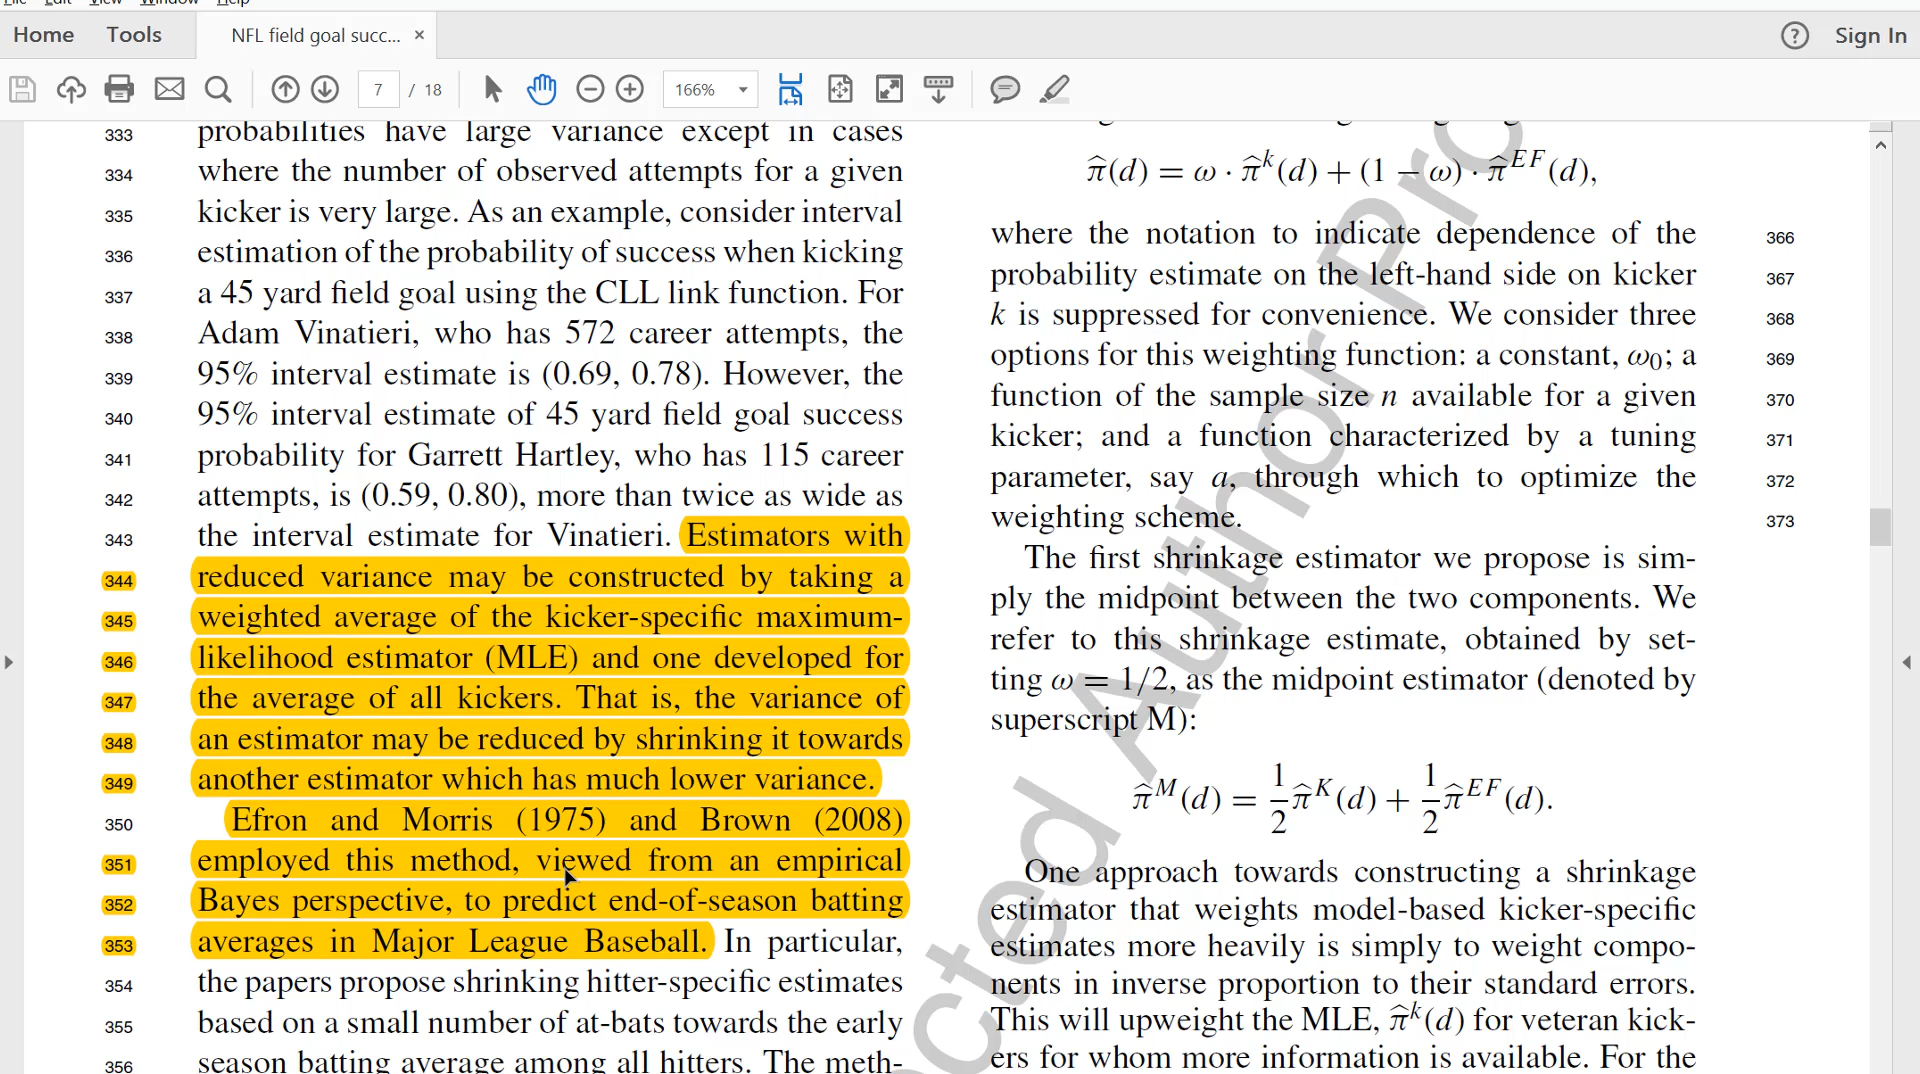 File Edit View Window Help
Home Tools NFL field goal succ... × Sign In
7 / 18 166%
333 probabilities have large variance except in cases
334 where the number of observed attempts for a given
335 kicker is very large. As an example, consider interval
336 estimation of the probability of success when kicking
337 a 45 yard field goal using the CLL link function. For
338 Adam Vinatieri, who has 572 career attempts, the
339 95% interval estimate is (0.69, 0.78). However, the
340 95% interval estimate of 45 yard field goal success
341 probability for Garrett Hartley, who has 115 career
342 attempts, is (0.59, 0.80), more than twice as wide as
343 the interval estimate for Vinatieri. Estimators with
344 reduced variance may be constructed by taking a
345 weighted average of the kicker-specific maximum-
346 likelihood estimator (MLE) and one developed for
347 the average of all kickers. That is, the variance of
348 an estimator may be reduced by shrinking it towards
349 another estimator which has much lower variance.
350 Efron and Morris (1975) and Brown (2008)
351 employed this method, viewed from an empirical
352 Bayes perspective, to predict end-of-season batting
353 averages in Major League Baseball. In particular,
354 the papers propose shrinking hitter-specific estimates
355 based on a small number of at-bats towards the early
356 season batting average among all hitters. The meth-
π̂(d) = ω · π̂^k(d) + (1 − ω) · π̂^EF(d),
where the notation to indicate dependence of the 366
probability estimate on the left-hand side on kicker 367
k is suppressed for convenience. We consider three 368
options for this weighting function: a constant, ω0; a 369
function of the sample size n available for a given 370
kicker; and a function characterized by a tuning 371
parameter, say a, through which to optimize the 372
weighting scheme. 373
The first shrinkage estimator we propose is sim-
ply the midpoint between the two components. We
refer to this shrinkage estimate, obtained by set-
ting ω = 1/2, as the midpoint estimator (denoted by
superscript M):
π̂^M(d) = 1/2 π̂^K(d) + 1/2 π̂^EF(d).
One approach towards constructing a shrinkage
estimator that weights model-based kicker-specific
estimates more heavily is simply to weight compo-
nents in inverse proportion to their standard errors.
This will upweight the MLE, π̂^k(d) for veteran kick-
ers for whom more information is available. For the
cted Author Pro